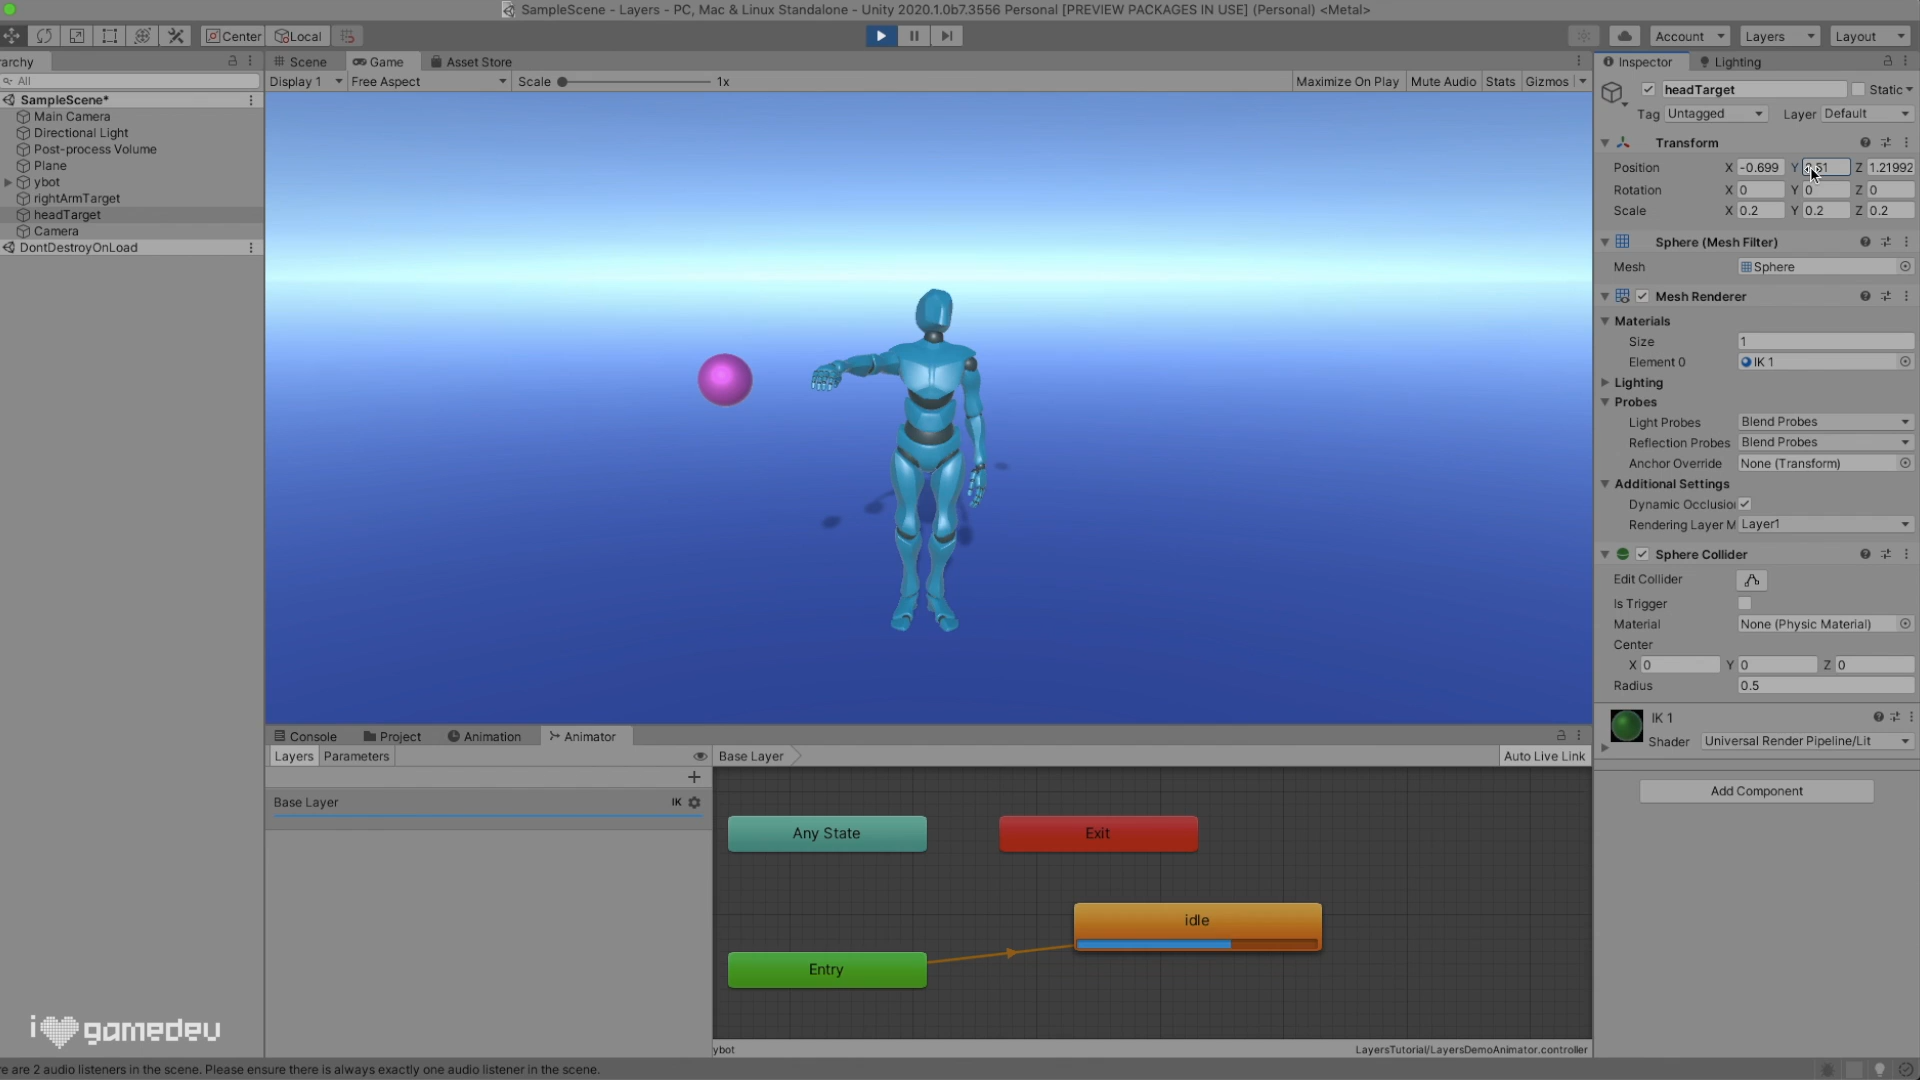 SampleScene - Layers - PC, Mac & Linux Standalone - Unity 2020.1.0b7.3556 Personal [PREVIEW PACKAGES IN USE] (Personal) <Metal>
Center
Local
Account
Layers
Layout
rarchy
Scene
Game
Asset Store
Inspector
Lighting
All
Display 1
Free Aspect
Scale
1x
Maximize On Play
Mute Audio
Stats
Gizmos
SampleScene*
Main Camera
Directional Light
Post-process Volume
Plane
ybot
rightArmTarget
headTarget
Camera
DontDestroyOnLoad
headTarget
Static
Tag Untagged
Layer Default
Transform
Position X -0.699 Y Z 1.21992
Rotation X 0 Y 0 Z 0
Scale X 0.2 Y 0.2 Z 0.2
Sphere (Mesh Filter)
Mesh Sphere
Mesh Renderer
Materials
Size 1
Element 0 IK 1
Lighting
Probes
Light Probes Blend Probes
Reflection Probes Blend Probes
Anchor Override None (Transform)
Additional Settings
Dynamic Occlusio
Rendering Layer M Layer1
Sphere Collider
Edit Collider
Is Trigger
Material None (Physic Material)
Center
X 0 Y 0 Z 0
Radius 0.5
IK 1
Shader Universal Render Pipeline/Lit
Add Component
Console
Project
Animation
Animator
Layers
Parameters
Base Layer
Auto Live Link
Base Layer
IK
Any State
Exit
idle
Entry
i gamedev
ybot
LayersTutorial/LayersDemoAnimator.controller
e are 2 audio listeners in the scene. Please ensure there is always exactly one audio listener in the scene.